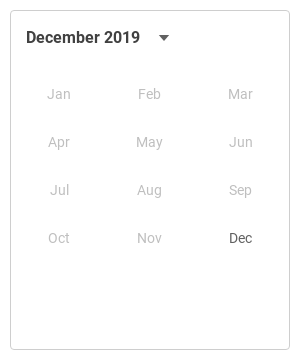 December 2019
Jan Feb Mar
Apr May Jun
Jul Aug Sep
Oct Nov Dec